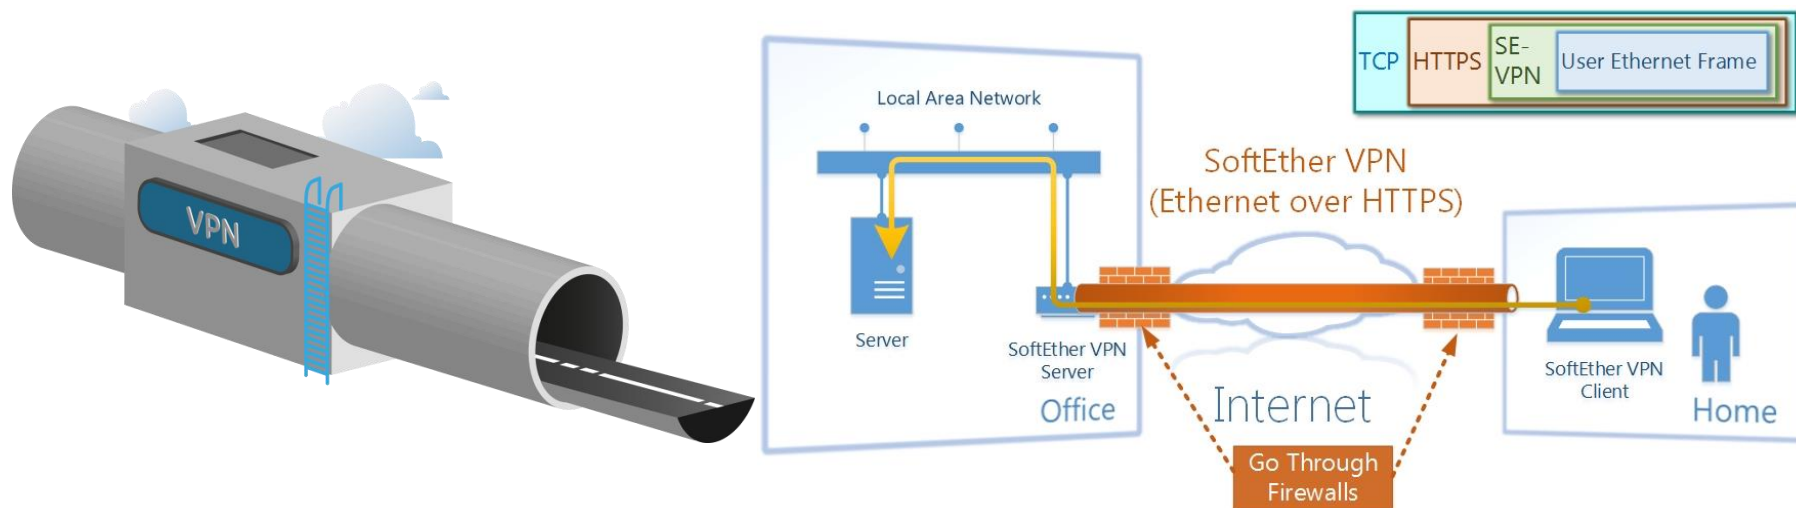 VPN
TCP
HTTPS
SE-
VPN
User Ethernet Frame
Local Area Network
SoftEther VPN
(Ethernet over HTTPS)
Server
SoftEther VPN
Server
Office
Internet
SoftEther VPN
Client
Home
Go Through
Firewalls